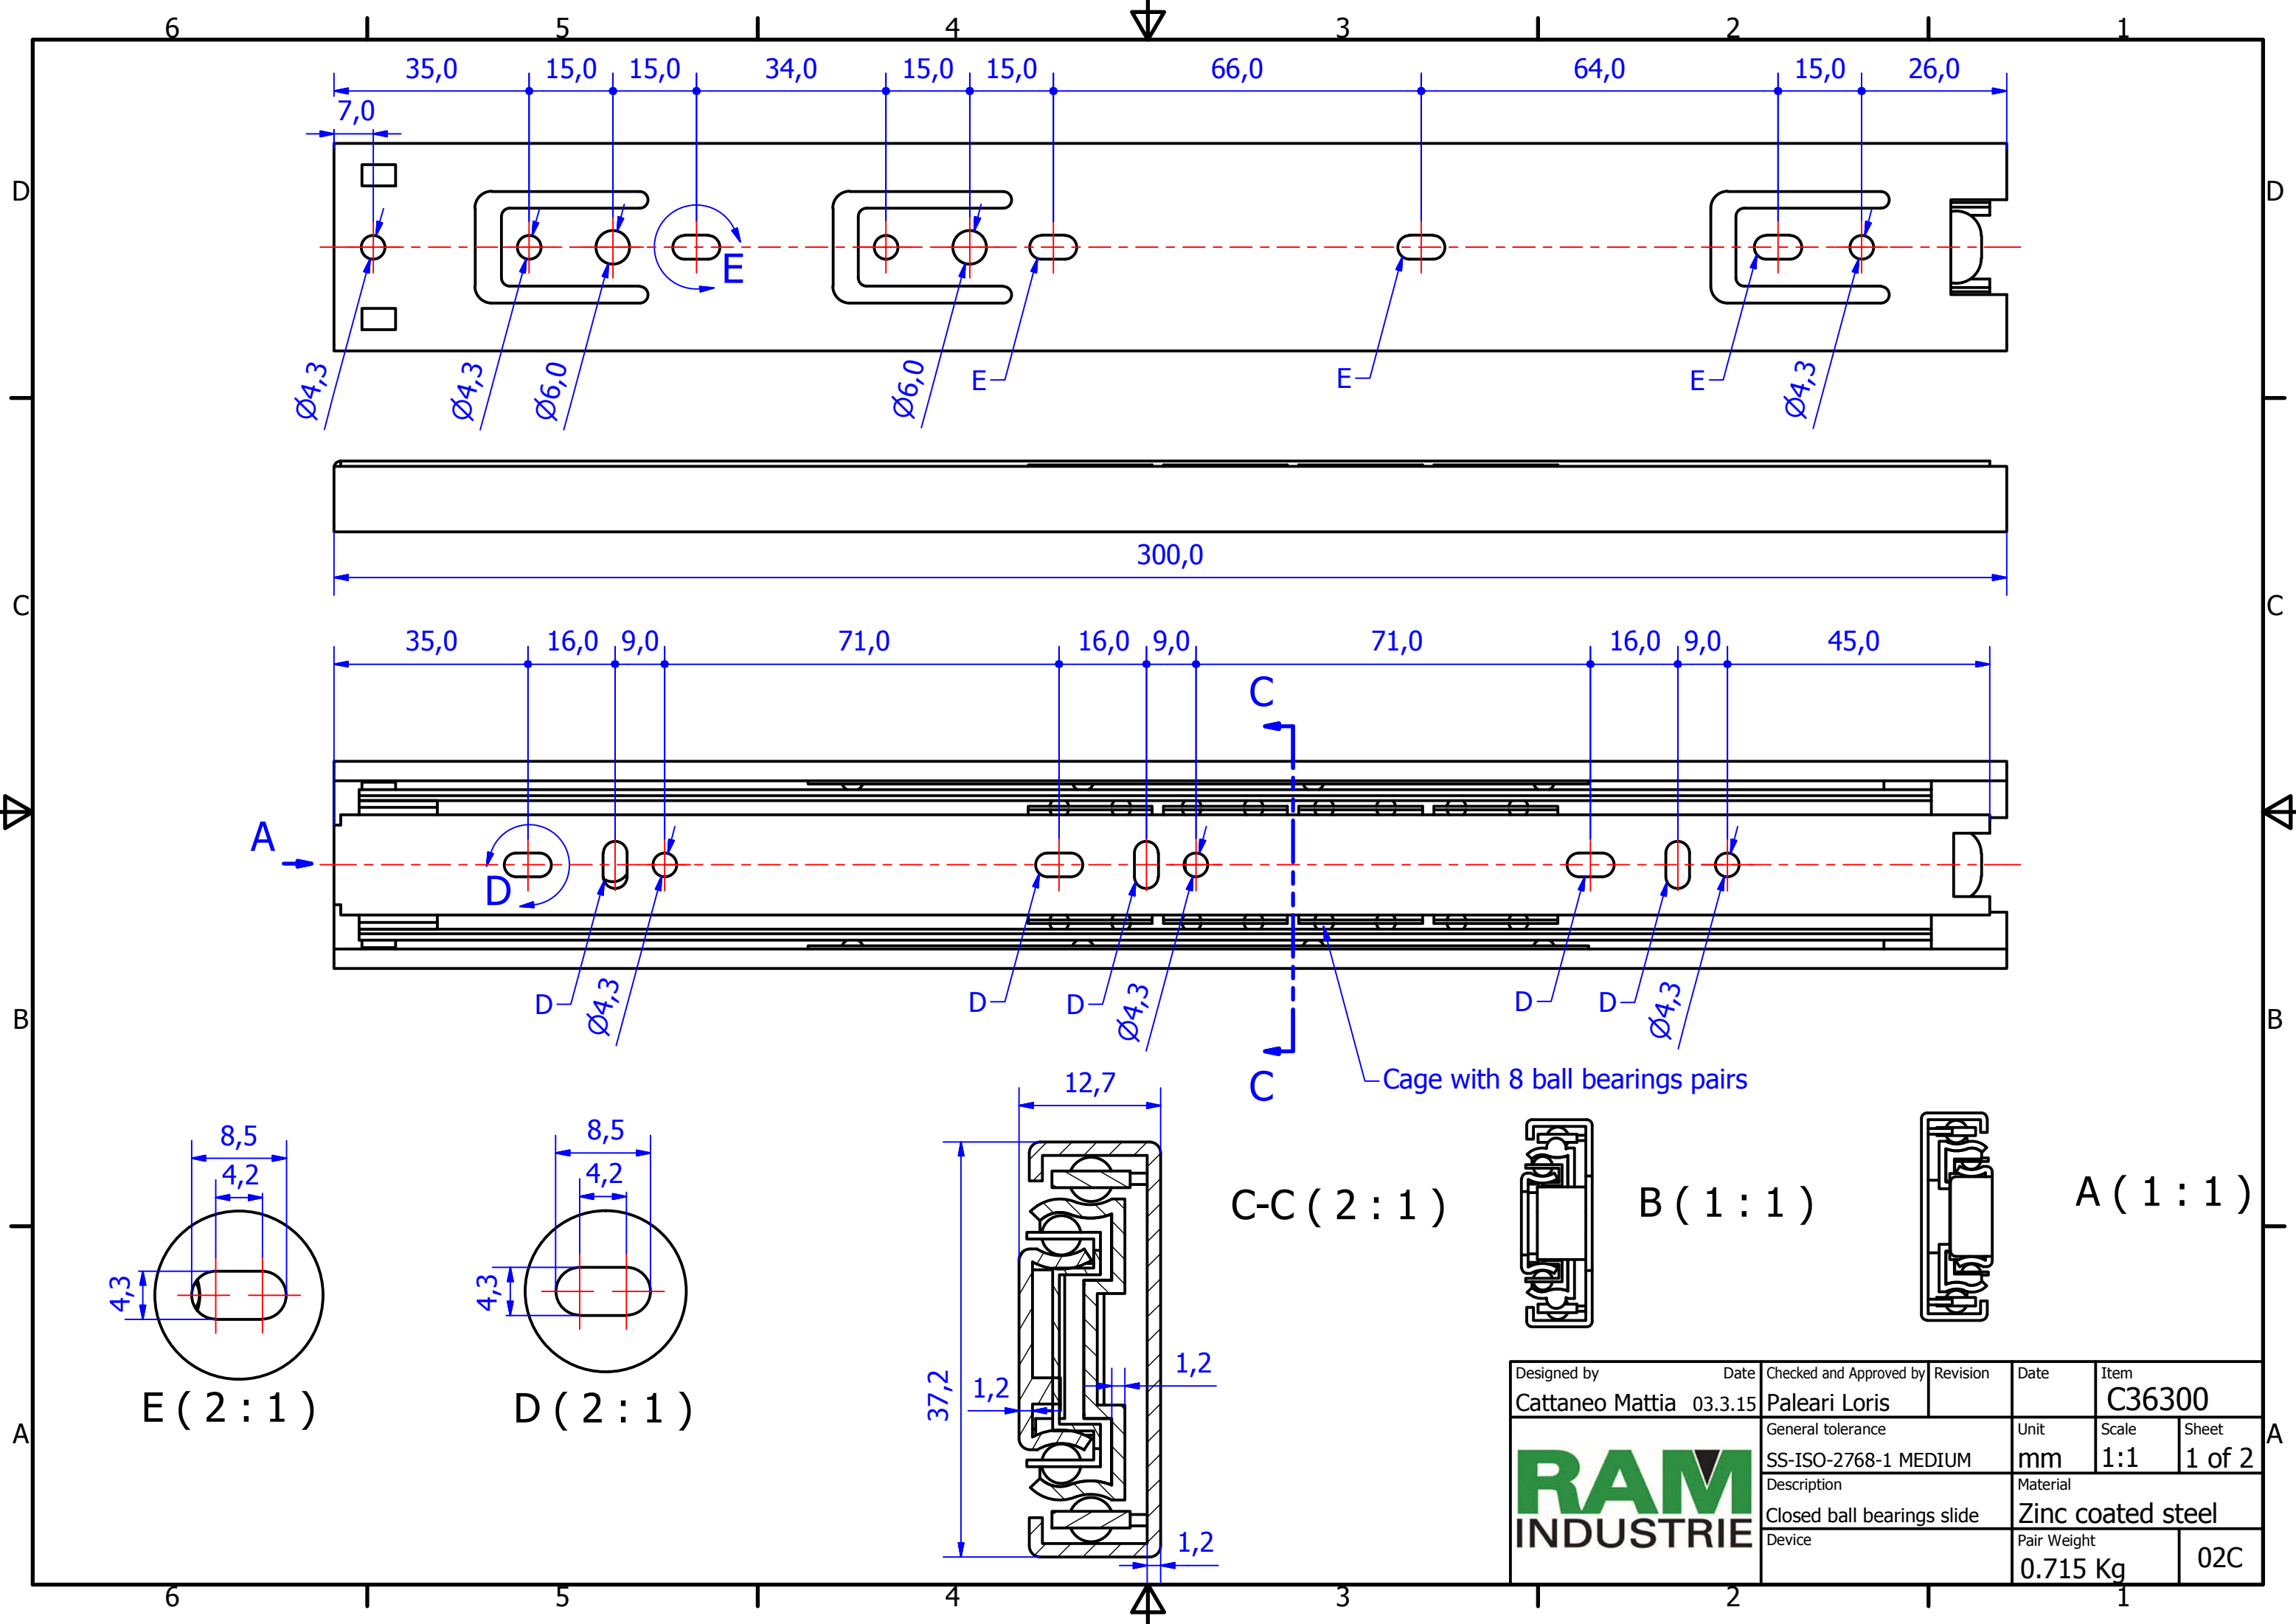 6 5 4 3 2 1
35,0 15,0 15,0 34,0 15,0 15,0 66,0 64,0 15,0 26,0
7,0
D D
E
E E E
Ø4,3 Ø4,3 Ø6,0 Ø6,0 Ø4,3
300,0
C C
35,0 16,0 9,0 71,0 16,0 9,0 71,0 16,0 9,0 45,0
C
A
D
D Ø4,3 D D Ø4,3 D D Ø4,3
B B
C
Cage with 8 ball bearings pairs
8,5
4,2
4,3
E ( 2 : 1 )
8,5
4,2
4,3
D ( 2 : 1 )
12,7
37,2
1,2
1,2
1,2
C-C ( 2 : 1 )
B ( 1 : 1 )
A ( 1 : 1 )
A A
Designed by Date Checked and Approved by Revision Date Item
Cattaneo Mattia 03.3.15 Paleari Loris C36300
General tolerance Unit Scale Sheet
SS-ISO-2768-1 MEDIUM mm 1:1 1 of 2
RAM
INDUSTRIE
Description Material
Closed ball bearings slide Zinc coated steel
Device Pair Weight
0.715 Kg 02C
6 5 4 3 2 1